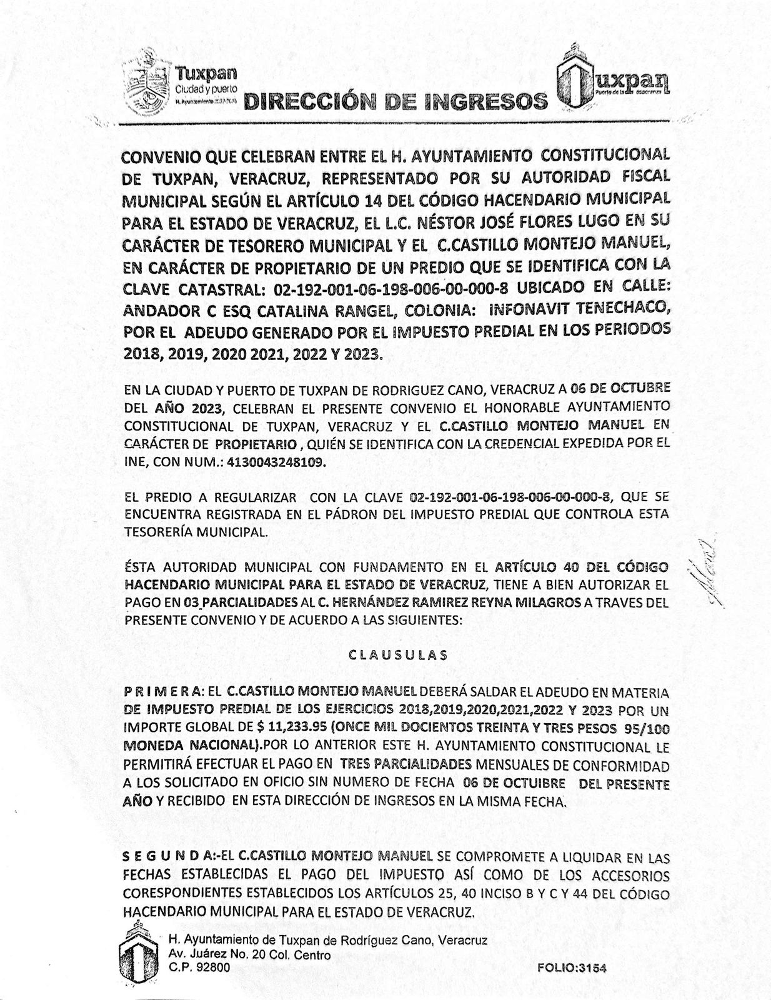 Tuxpan
Ciudad y puerto
H. Ayuntamiento
DIRECCIÓN DE INGRESOS
Tuxpan
Puerto de la esperanza
CONVENIO QUE CELEBRAN ENTRE EL H. AYUNTAMIENTO CONSTITUCIONAL
DE TUXPAN, VERACRUZ, REPRESENTADO POR SU AUTORIDAD FISCAL
MUNICIPAL SEGÚN EL ARTÍCULO 14 DEL CÓDIGO HACENDARIO MUNICIPAL
PARA EL ESTADO DE VERACRUZ, EL L.C. NÉSTOR JOSÉ FLORES LUGO EN SU
CARÁCTER DE TESORERO MUNICIPAL Y EL C.CASTILLO MONTEJO MANUEL,
EN CARÁCTER DE PROPIETARIO DE UN PREDIO QUE SE IDENTIFICA CON LA
CLAVE CATASTRAL: 02-192-001-06-198-006-00-000-8 UBICADO EN CALLE:
ANDADOR C ESQ CATALINA RANGEL, COLONIA: INFONAVIT TENECHACO,
POR EL ADEUDO GENERADO POR EL IMPUESTO PREDIAL EN LOS PERIODOS
2018, 2019, 2020 2021, 2022 Y 2023.
EN LA CIUDAD Y PUERTO DE TUXPAN DE RODRIGUEZ CANO, VERACRUZ A 06 DE OCTUBRE
DEL AÑO 2023, CELEBRAN EL PRESENTE CONVENIO EL HONORABLE AYUNTAMIENTO
CONSTITUCIONAL DE TUXPAN, VERACRUZ Y EL C.CASTILLO MONTEJO MANUEL EN
CARÁCTER DE PROPIETARIO , QUIÉN SE IDENTIFICA CON LA CREDENCIAL EXPEDIDA POR EL
INE, CON NUM.: 4130043248109.
EL PREDIO A REGULARIZAR CON LA CLAVE 02-192-001-06-198-006-00-000-8, QUE SE
ENCUENTRA REGISTRADA EN EL PÁDRON DEL IMPUESTO PREDIAL QUE CONTROLA ESTA
TESORERÍA MUNICIPAL.
ÉSTA AUTORIDAD MUNICIPAL CON FUNDAMENTO EN EL ARTÍCULO 40 DEL CÓDIGO
HACENDARIO MUNICIPAL PARA EL ESTADO DE VERACRUZ, TIENE A BIEN AUTORIZAR EL
PAGO EN 03 PARCIALIDADES AL C. HERNÁNDEZ RAMIREZ REYNA MILAGROS A TRAVES DEL
PRESENTE CONVENIO Y DE ACUERDO A LAS SIGUIENTES:
C L A U S U L A S
P R I M E R A: EL C.CASTILLO MONTEJO MANUEL DEBERÁ SALDAR EL ADEUDO EN MATERIA
DE IMPUESTO PREDIAL DE LOS EJERCICIOS 2018,2019,2020,2021,2022 Y 2023 POR UN
IMPORTE GLOBAL DE $ 11,233.95 (ONCE MIL DOCIENTOS TREINTA Y TRES PESOS 95/100
MONEDA NACIONAL).POR LO ANTERIOR ESTE H. AYUNTAMIENTO CONSTITUCIONAL LE
PERMITIRÁ EFECTUAR EL PAGO EN TRES PARCIALIDADES MENSUALES DE CONFORMIDAD
A LOS SOLICITADO EN OFICIO SIN NUMERO DE FECHA 06 DE OCTUIBRE DEL PRESENTE
AÑO Y RECIBIDO EN ESTA DIRECCIÓN DE INGRESOS EN LA MISMA FECHA.
S E G U N D A:-EL C.CASTILLO MONTEJO MANUEL SE COMPROMETE A LIQUIDAR EN LAS
FECHAS ESTABLECIDAS EL PAGO DEL IMPUESTO ASÍ COMO DE LOS ACCESORIOS
CORESPONDIENTES ESTABLECIDOS LOS ARTÍCULOS 25, 40 INCISO B Y C Y 44 DEL CÓDIGO
HACENDARIO MUNICIPAL PARA EL ESTADO DE VERACRUZ.
H. Ayuntamiento de Tuxpan de Rodríguez Cano, Veracruz
Av. Juárez No. 20 Col. Centro
C.P. 92800
FOLIO:3154